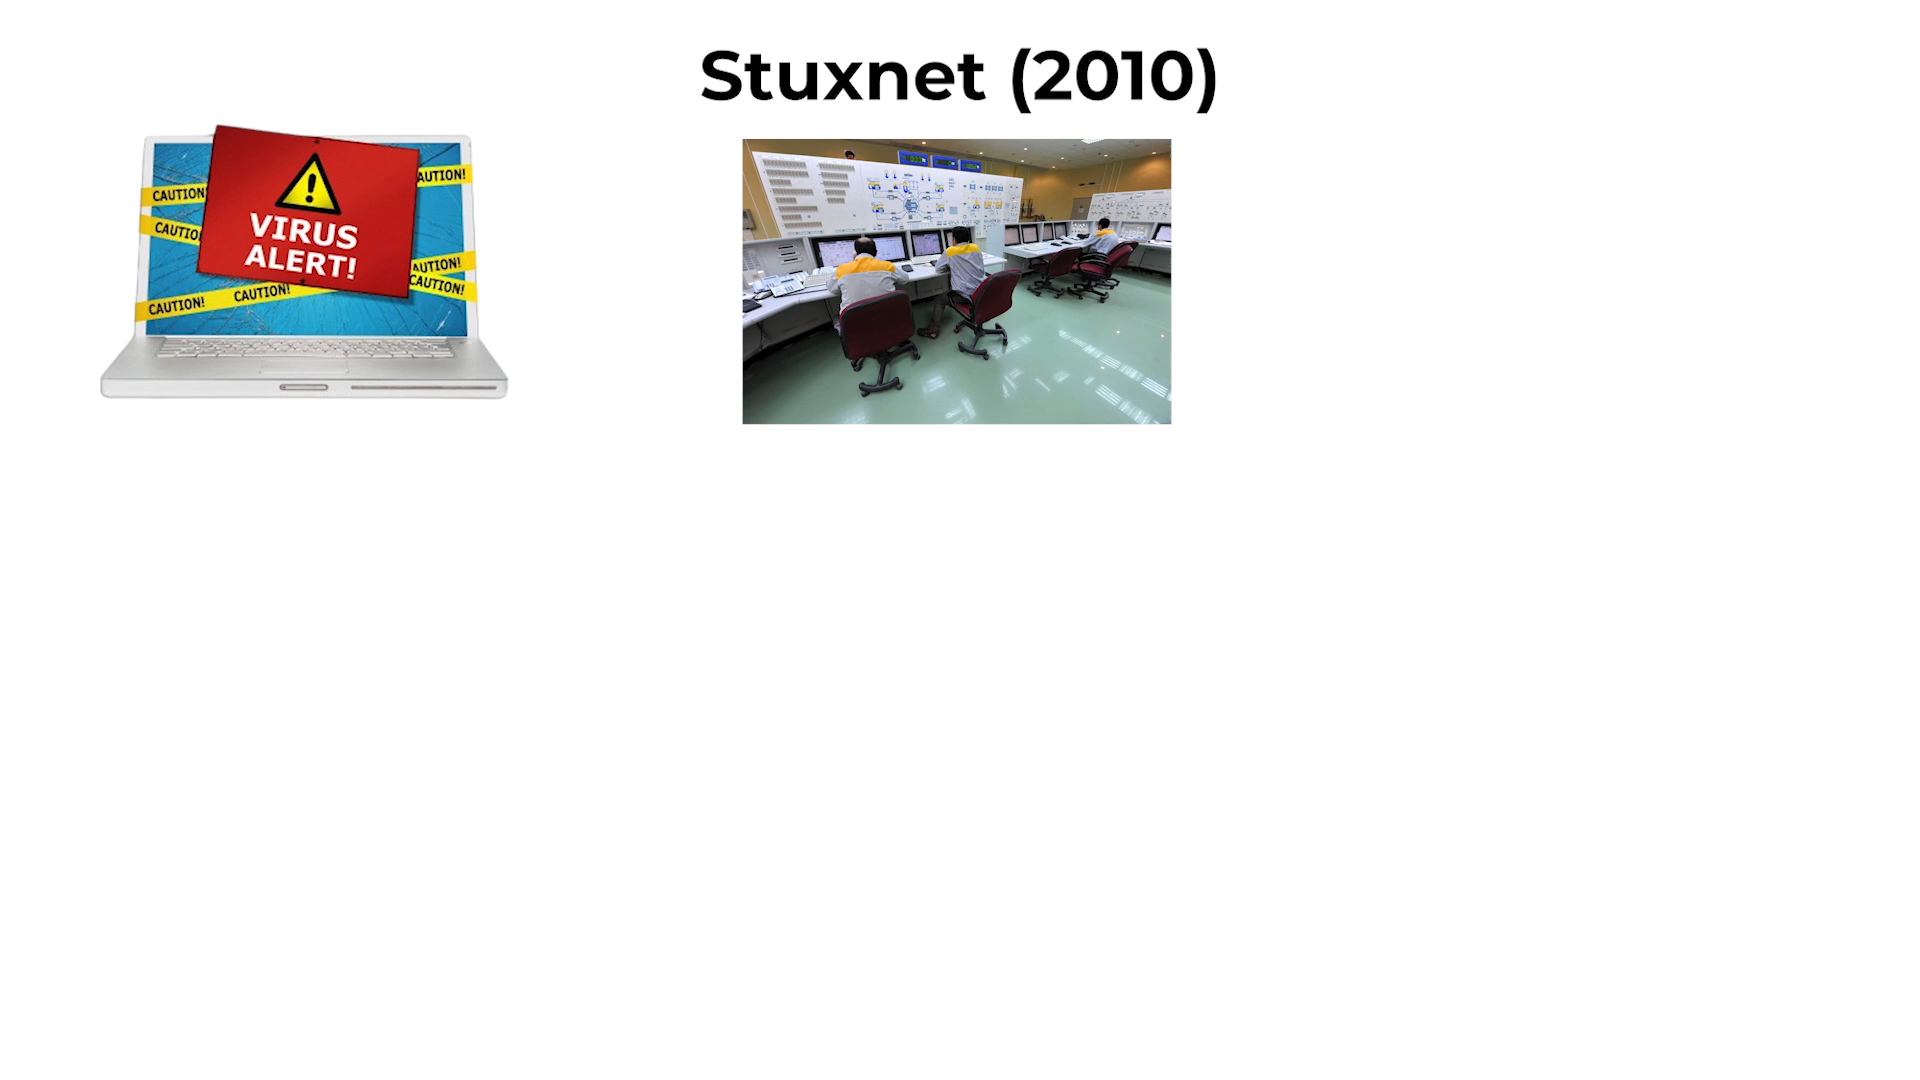 Stuxnet (2010)
CAUTION!
AUTION!
CAUTIO
VIRUS
ALERT!
AUTION!
CAUTION!
CAUTION!
CAUTION!